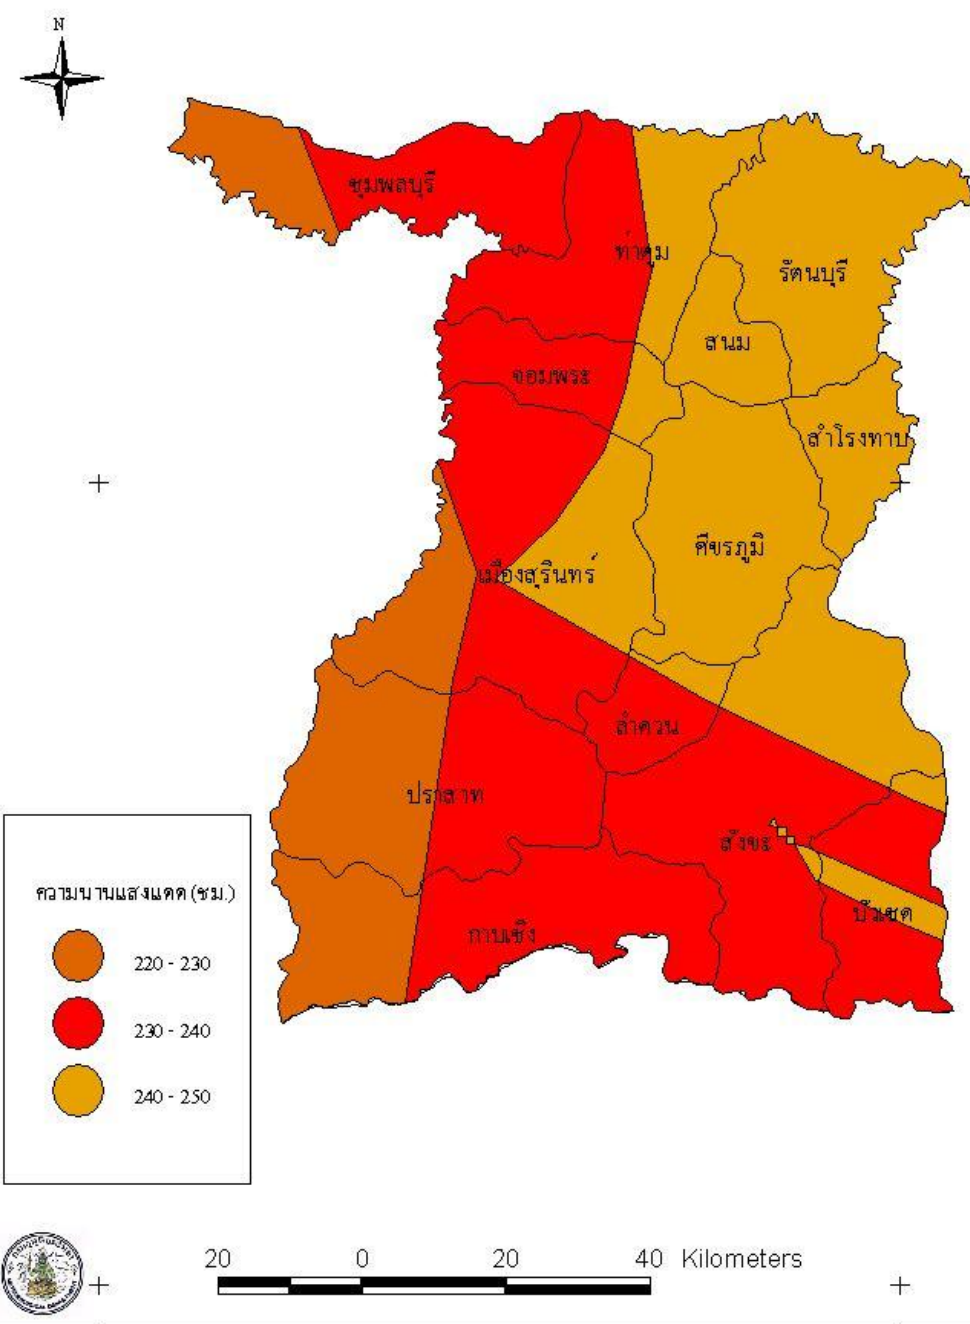 N
ชุมพลบุรี
ท่าตูม
รัตนบุรี
สนม
จอมพระ
สำโรงทาบ
ศีขรภูมิ
เมืองสุรินทร์
ลำดวน
ปราสาท
สังขะ
บัวเชด
กาบเชิง
ความนานแสงแดด (ชม.)
220 - 230
230 - 240
240 - 250
20 0 20 40 Kilometers